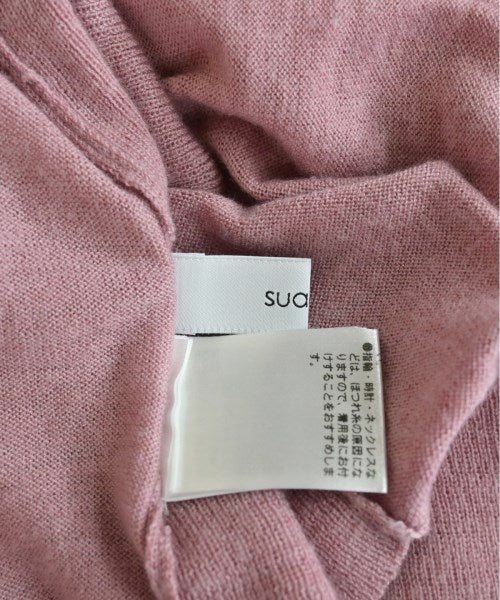 sua
●指輪・時計・ネックレスな
どは、ほつれ糸の原因にな
りますので、着用後にお付
けすることをおすすめしま
す。